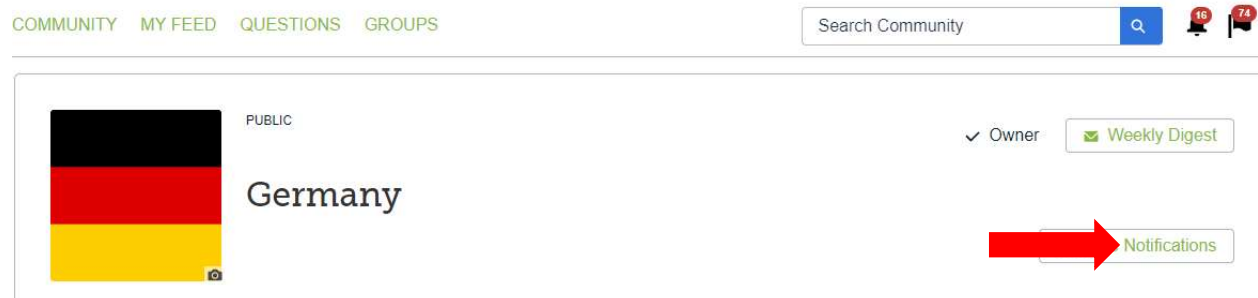 COMMUNITY MY FEED QUESTIONS GROUPS
Search Community
16
74
PUBLIC
Owner
Weekly Digest
Germany
Notifications